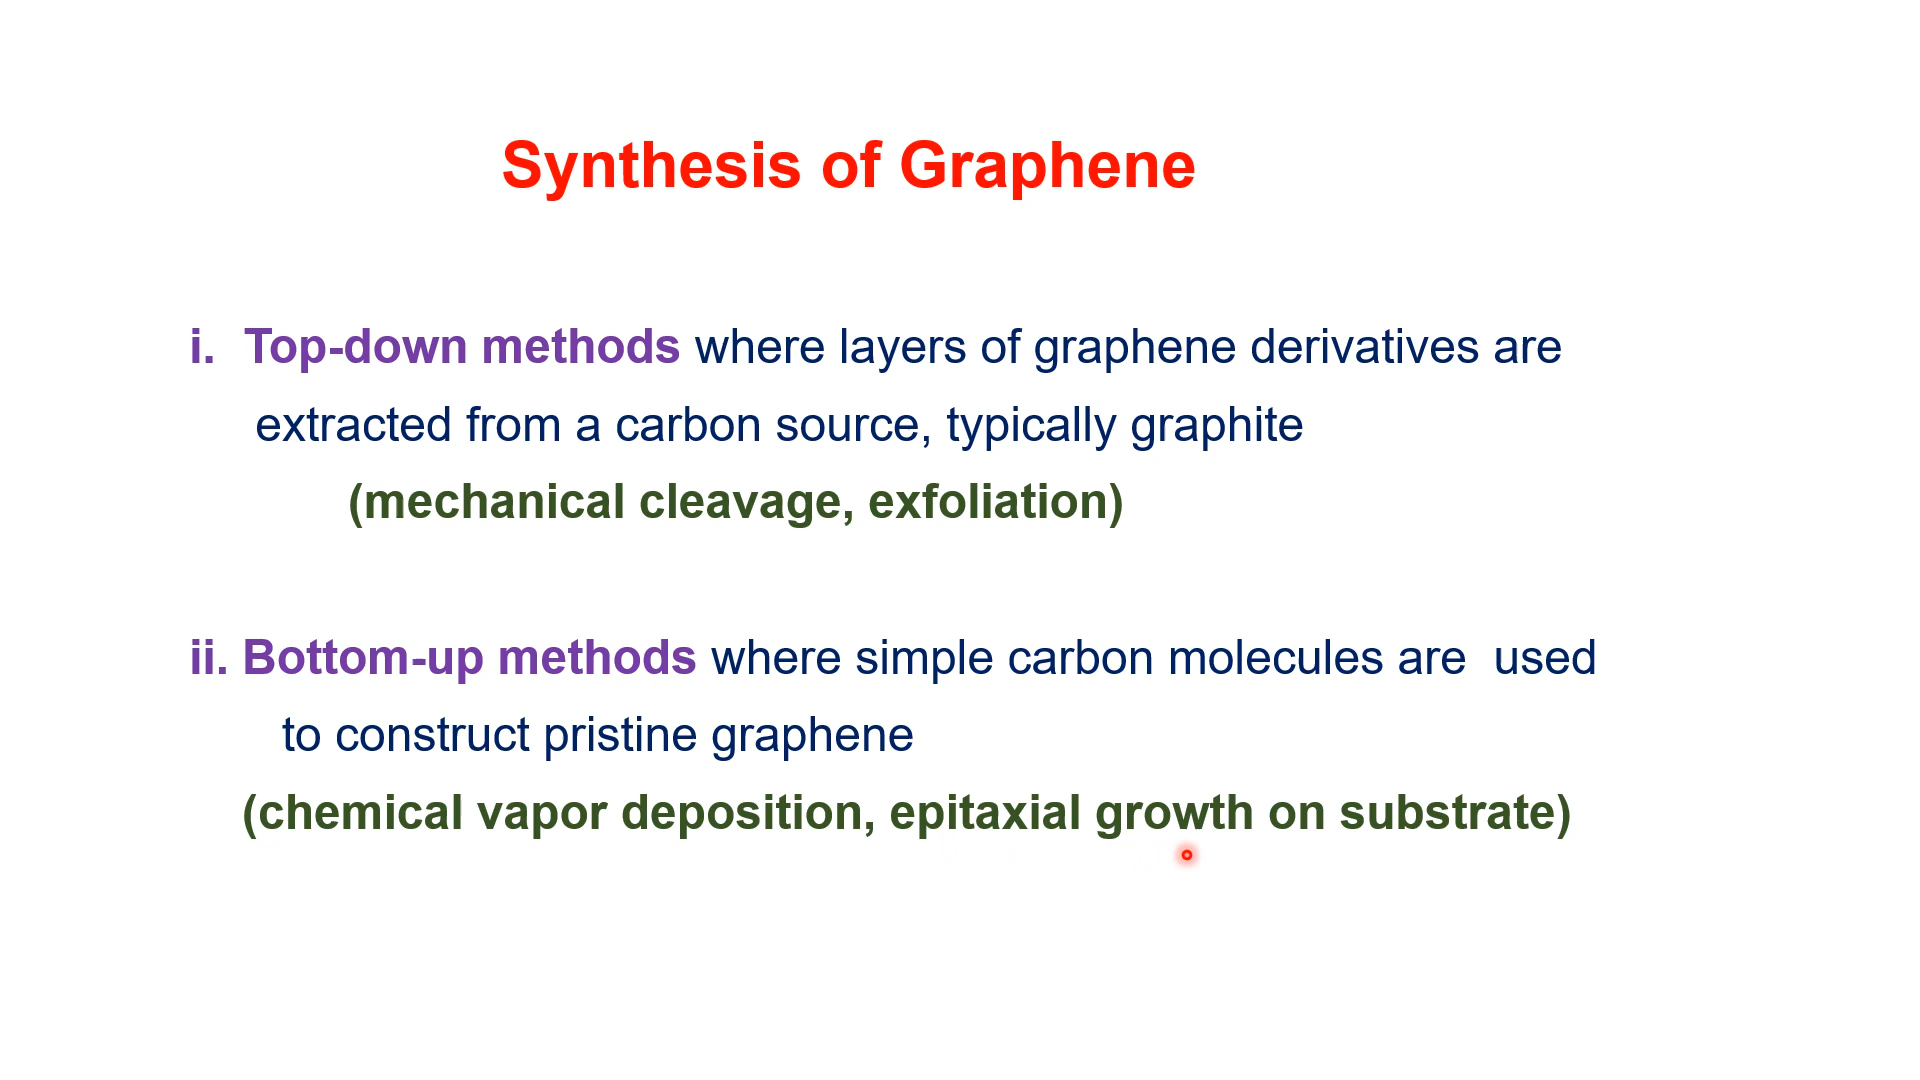 Synthesis of Graphene
i. Top-down methods where layers of graphene derivatives are
extracted from a carbon source, typically graphite
(mechanical cleavage, exfoliation)
ii. Bottom-up methods where simple carbon molecules are used
to construct pristine graphene
(chemical vapor deposition, epitaxial growth on substrate)